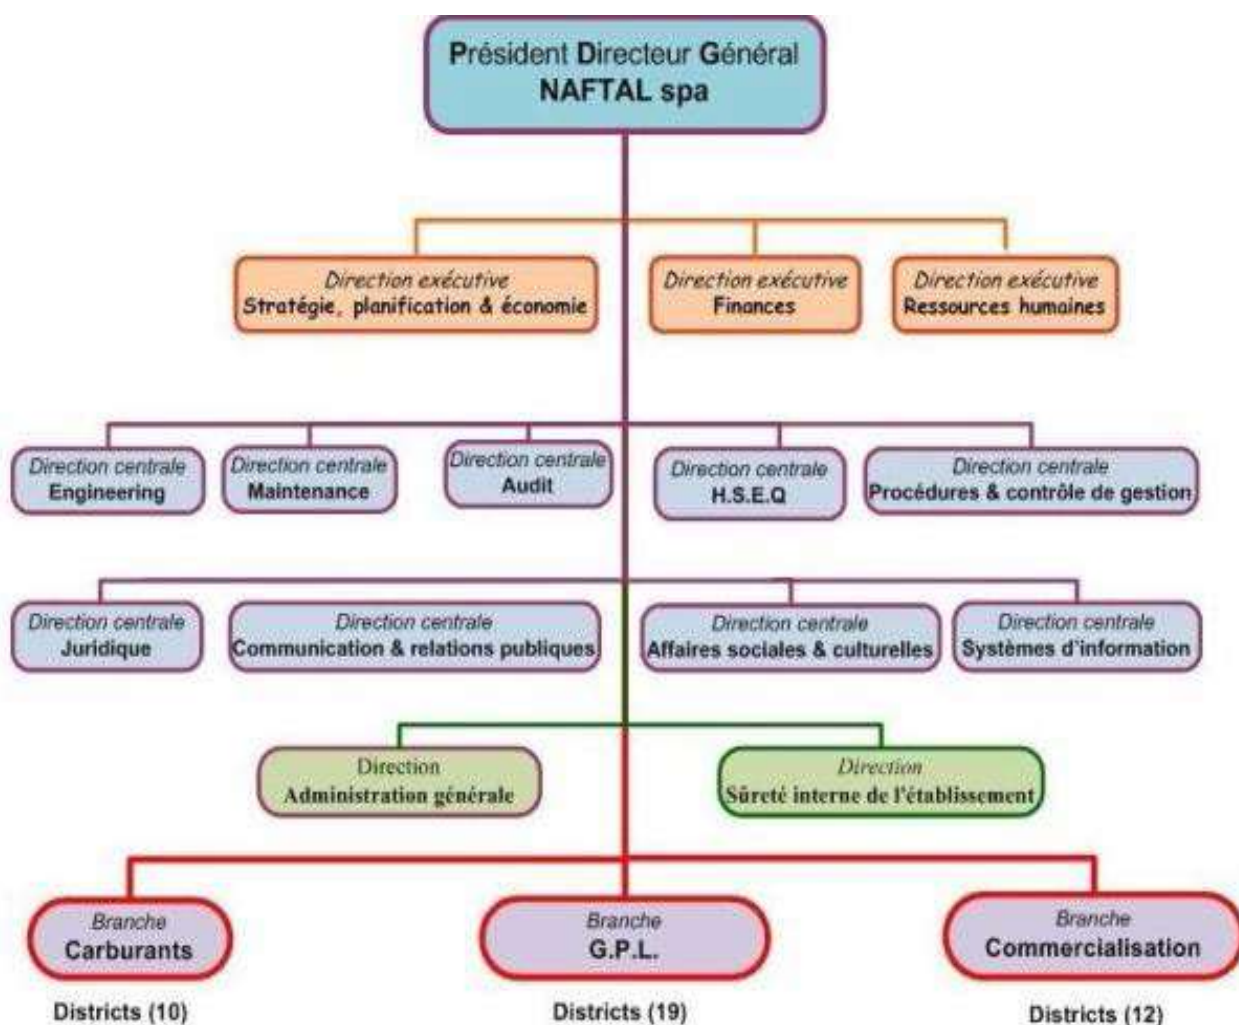 Président Directeur Général
NAFTAL spa
Direction exécutive
Stratégie, planification & économie
Direction exécutive
Finances
Direction exécutive
Ressources humaines
Direction centrale
Engineering
Direction centrale
Maintenance
Direction centrale
Audit
Direction centrale
H.S.E.Q
Direction centrale
Procédures & contrôle de gestion
Direction centrale
Juridique
Direction centrale
Communication & relations publiques
Direction centrale
Affaires sociales & culturelles
Direction centrale
Systèmes d'information
Direction
Administration générale
Direction
Sûreté interne de l'établissement
Branche
Carburants
Branche
G.P.L.
Branche
Commercialisation
Districts (10)
Districts (19)
Districts (12)